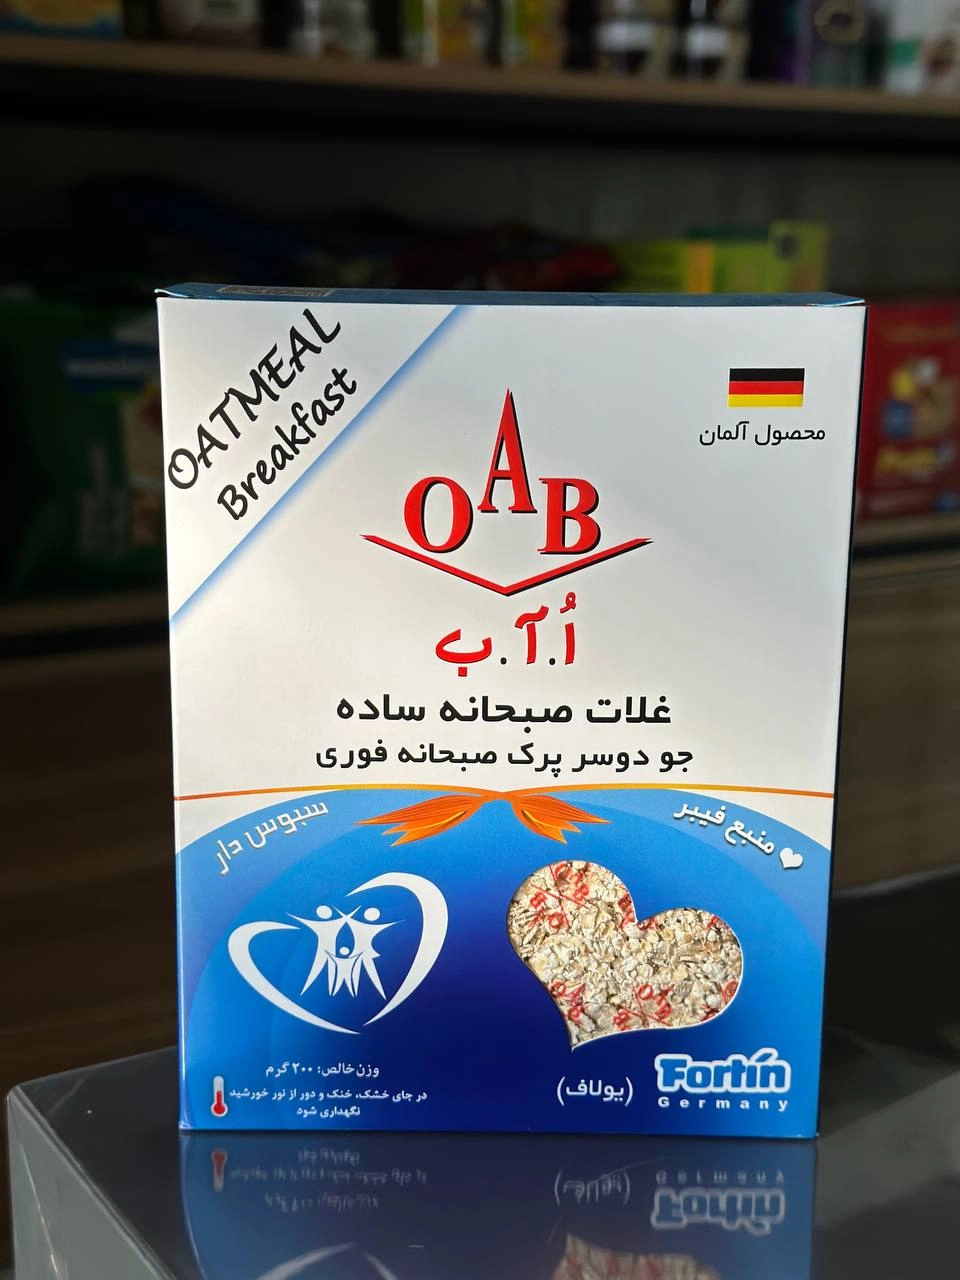 OATMEAL
Breakfast
محصول آلمان
OAB
اُ.آ.ب
غلات صبحانه ساده
جو دوسر پرک صبحانه فوری
سبوس دار
منبع فیبر
وزن خالص: ۲۰۰ گرم
در جای خشک، خنک و دور از نور خورشید
نگهداری شود
(یولاف)
Fortin
Germany